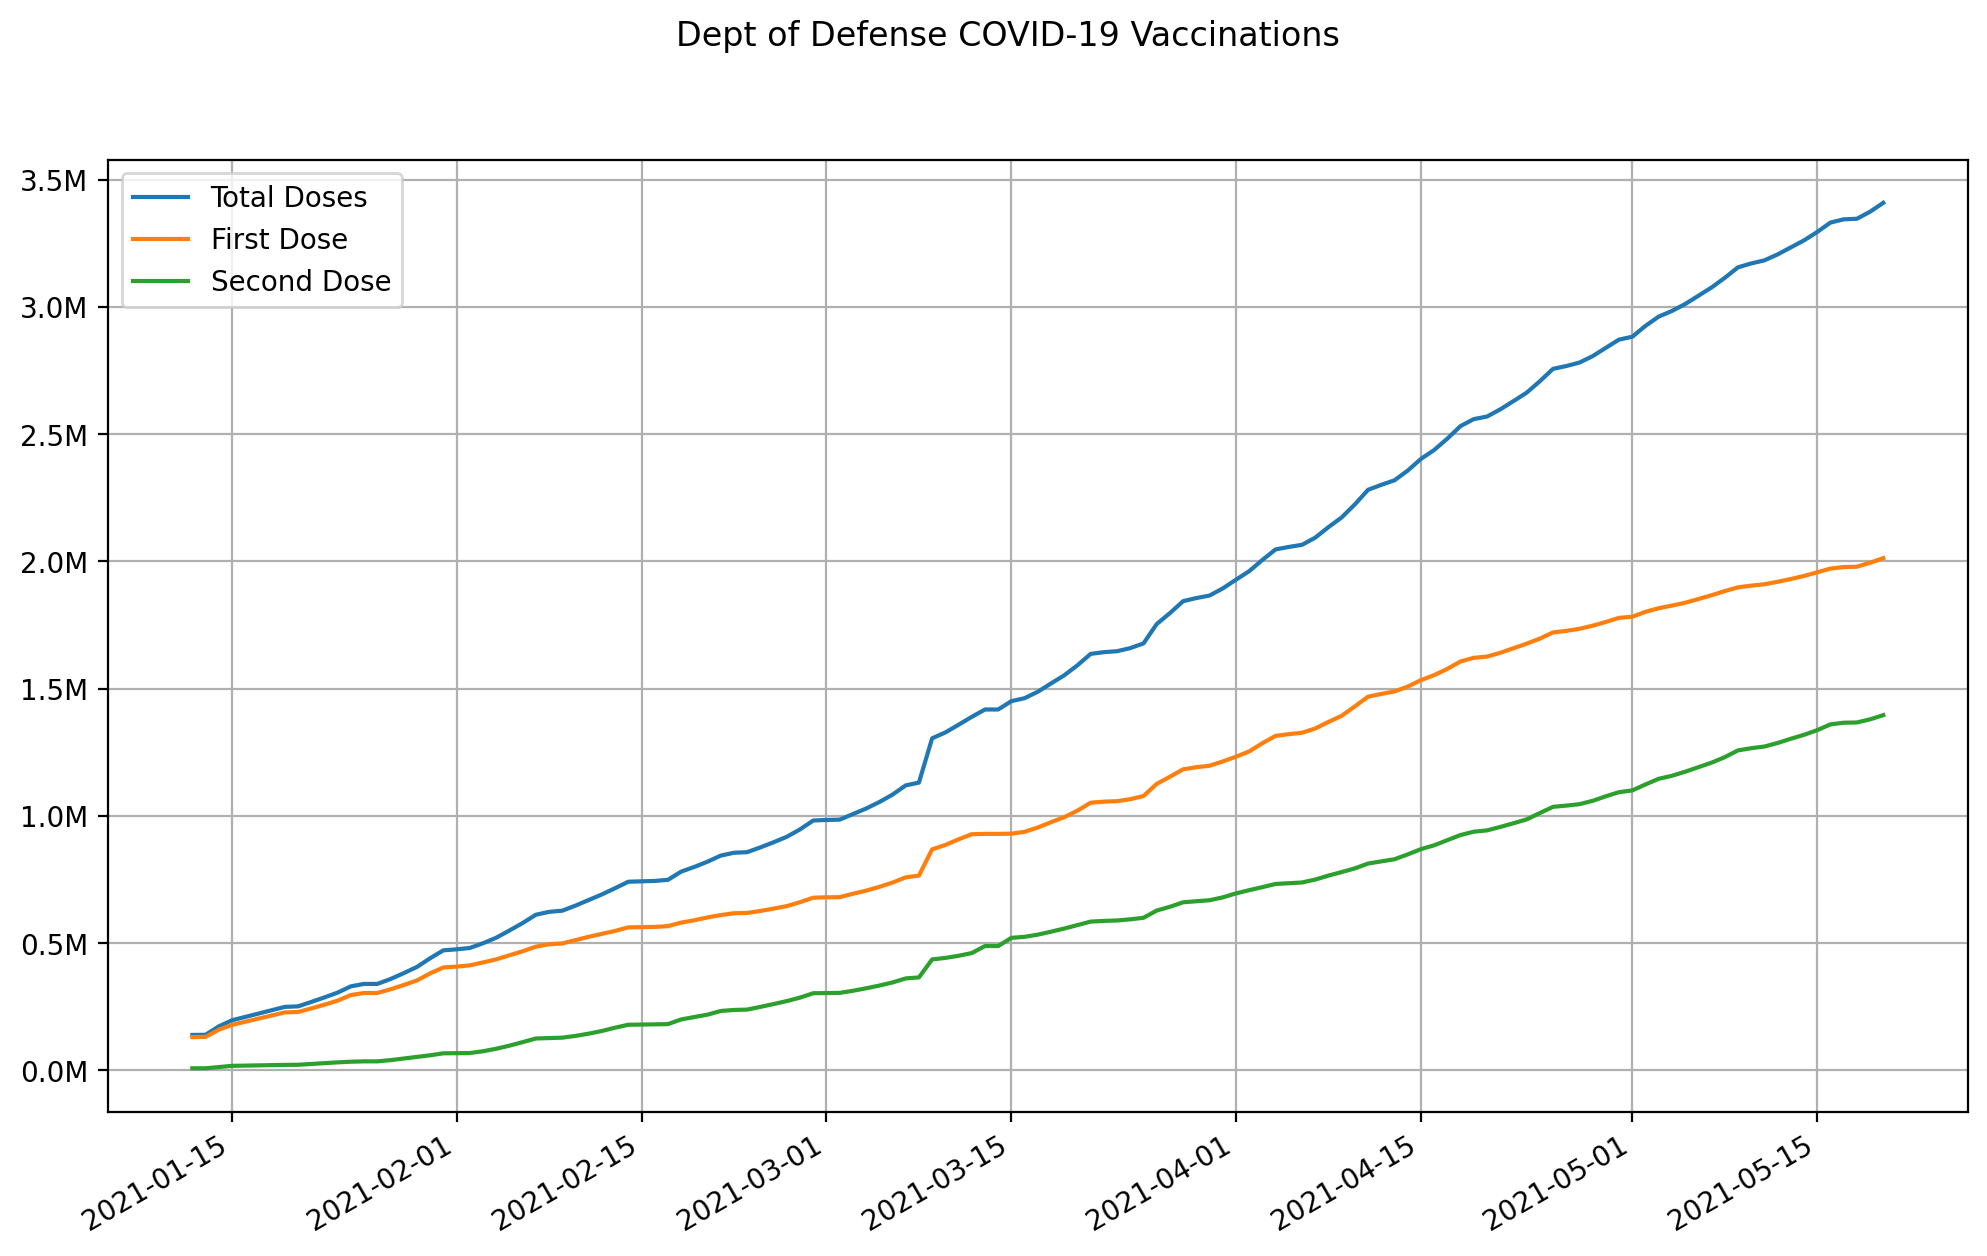 Dept of Defense COVID-19 Vaccinations
3.5M
3.0M
2.5M
2.0M
1.5M
1.0M
0.5M
0.0M
Total Doses
First Dose
Second Dose
2021-01-15
2021-02-01
2021-02-15
2021-03-01
2021-03-15
2021-04-01
2021-04-15
2021-05-01
2021-05-15